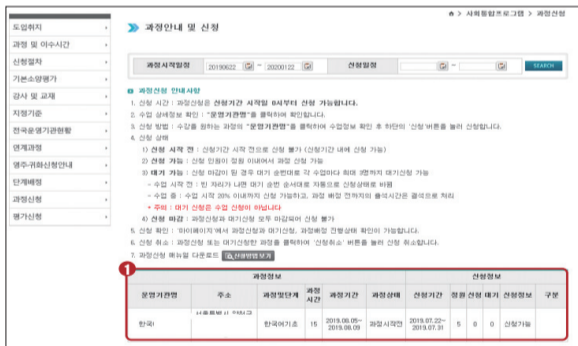 > 사회통합프로그램 > 과정신청
과정안내 및 신청
도입취지
과정 및 이수시간
신청절차
기본소양평가
강사 및 교재
지정기준
전국운영기관현황
연계과정
영주·귀화신청안내
단계배정
과정신청
평가신청
과정시작일정 20190622 ~ 20200122 신청일정 ~ SEARCH
과정신청 안내사항
1. 신청 시간 : 과정신청은 신청기간 시작일 0시부터 신청 가능합니다.
2. 수업 상세정보 확인 : "운영기관명"을 클릭하여 확인합니다.
3. 신청 방법 : 수강을 원하는 과정의 "운영기관명"을 클릭하여 수업정보 확인 후 하단의 '신청'버튼을 눌러 신청합니다.
4. 신청 상태
1) 신청 시작 전 : 신청기간 시작 전으로 신청 불가 (신청기간 내에 신청 가능)
2) 신청 가능 : 신청 인원이 정원 이내에서 과정 신청 가능
3) 대기 가능 : 신청 마감이 된 경우 대기 순번대로 각 수업마다 최대 3명까지 대기신청 가능
- 수업 시작 전 : 빈 자리가 나면 대기 순번 순서대로 자동으로 신청상태로 바뀜
- 수업 중 : 수업 시작 20% 이내까지 신청 가능하고, 과정 배정 전까지의 출석시간은 결석으로 처리
* 주의 : 대기 신청은 수업 신청이 아닙니다
4) 신청 마감 : 과정신청과 대기신청 모두 마감되어 신청 불가
5. 신청 확인 : '마이페이지'에서 과정신청과 대기신청, 과정배정 진행상태 확인이 가능합니다.
6. 신청 취소 : 과정신청 또는 대기신청한 과정을 클릭하여 '신청취소' 버튼을 눌러 신청 취소합니다.
7. 과정신청 매뉴얼 다운로드 신청방법 보기
1
과정정보 신청정보
운영기관명 주소 과정및단계 과정시간 과정기간 과정상태 신청기간 정원 신청 대기 신청정보 구분
한국 한국어기초 15 2019.08.05~2019.08.09 과정시작전 2019.07.22~2019.07.31 5 0 0 신청가능